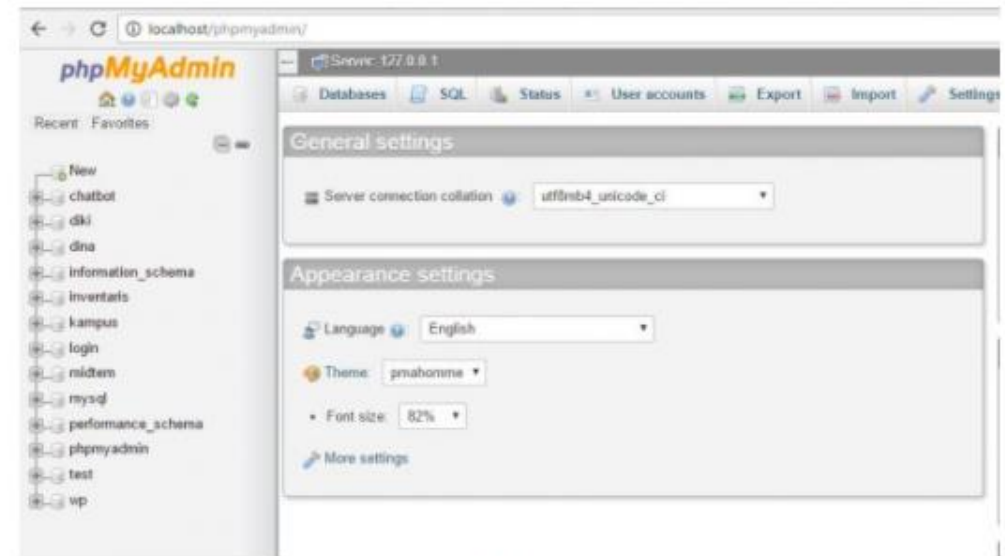 localhost/phpmyadmin/
phpMyAdmin
Recent Favorites
New
chatbot
diki
dina
information_schema
inventaris
kampus
login
midtem
mysql
performance_schema
phpmyadmin
test
wp
Server: 127.0.0.1
Databases SQL Status User accounts Export Import Settings
General settings
Server connection collation utf8mb4_unicode_ci
Appearance settings
Language English
Theme: pmahomme
Font size: 82%
More settings